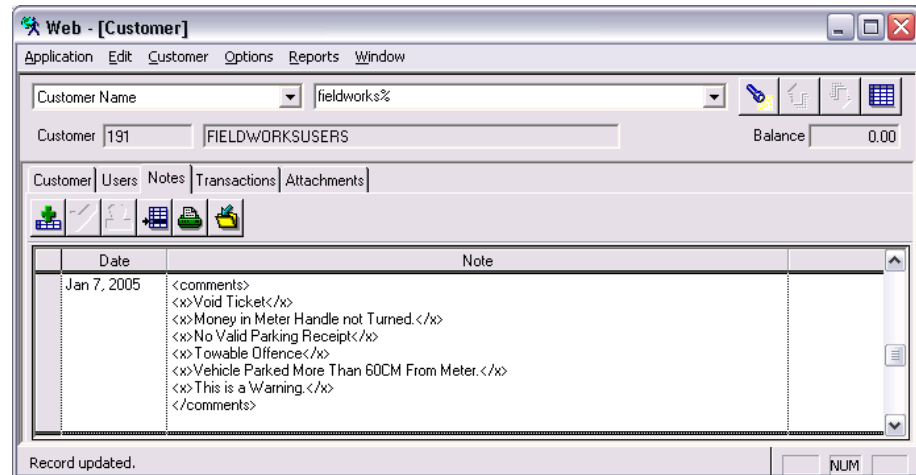 Web - [Customer]
Application Edit Customer Options Reports Window
Customer Name fieldworks%
Customer 191 FIELDWORKSUSERS Balance 0.00
Customer Users Notes Transactions Attachments
Date Note
Jan 7, 2005 <comments>
<x>Void Ticket</x>
<x>Money in Meter Handle not Turned.</x>
<x>No Valid Parking Receipt</x>
<x>Towable Offence</x>
<x>Vehicle Parked More Than 60CM From Meter.</x>
<x>This is a Warning.</x>
</comments>
Record updated. NUM